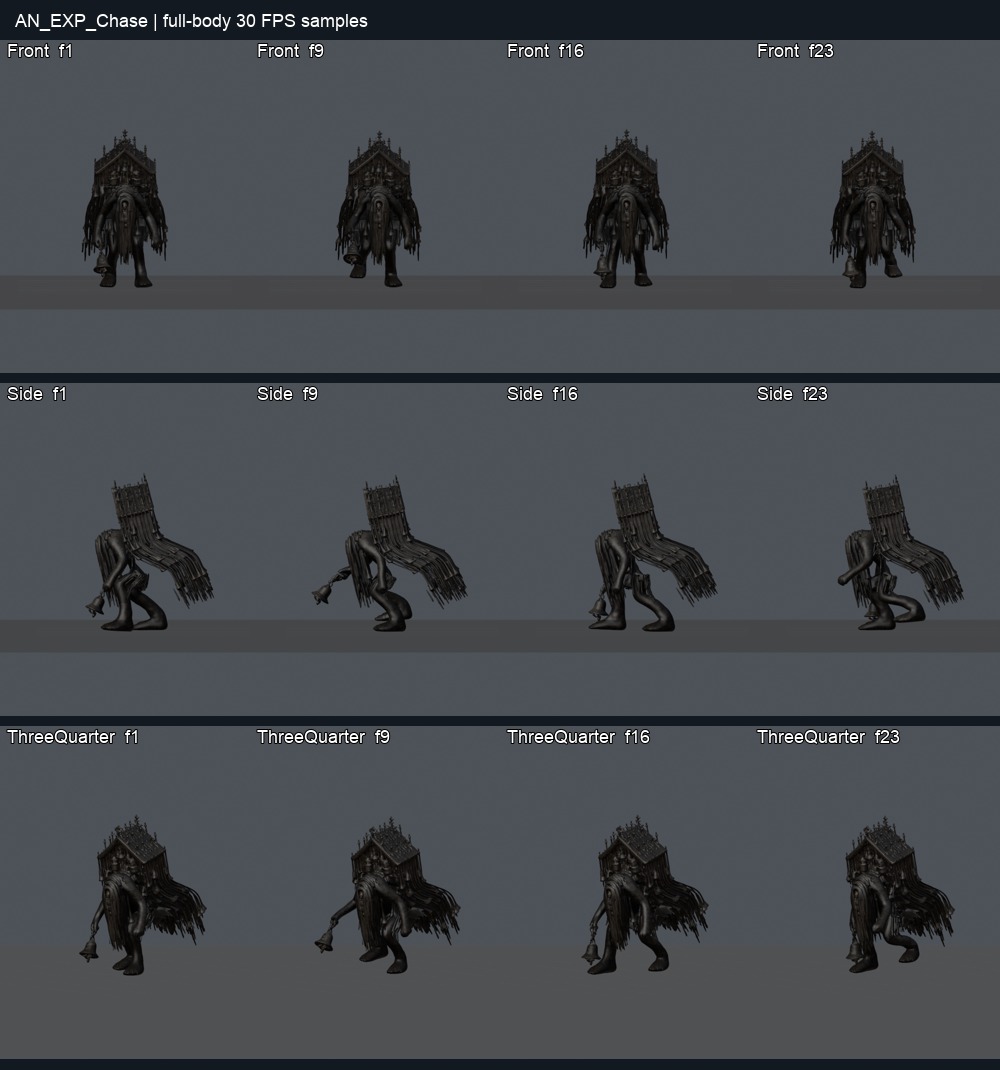 AN_EXP_Chase | full-body 30 FPS samples
Front f1
Front f9
Front f16
Front f23
Side f1
Side f9
Side f16
Side f23
ThreeQuarter f1
ThreeQuarter f9
ThreeQuarter f16
ThreeQuarter f23